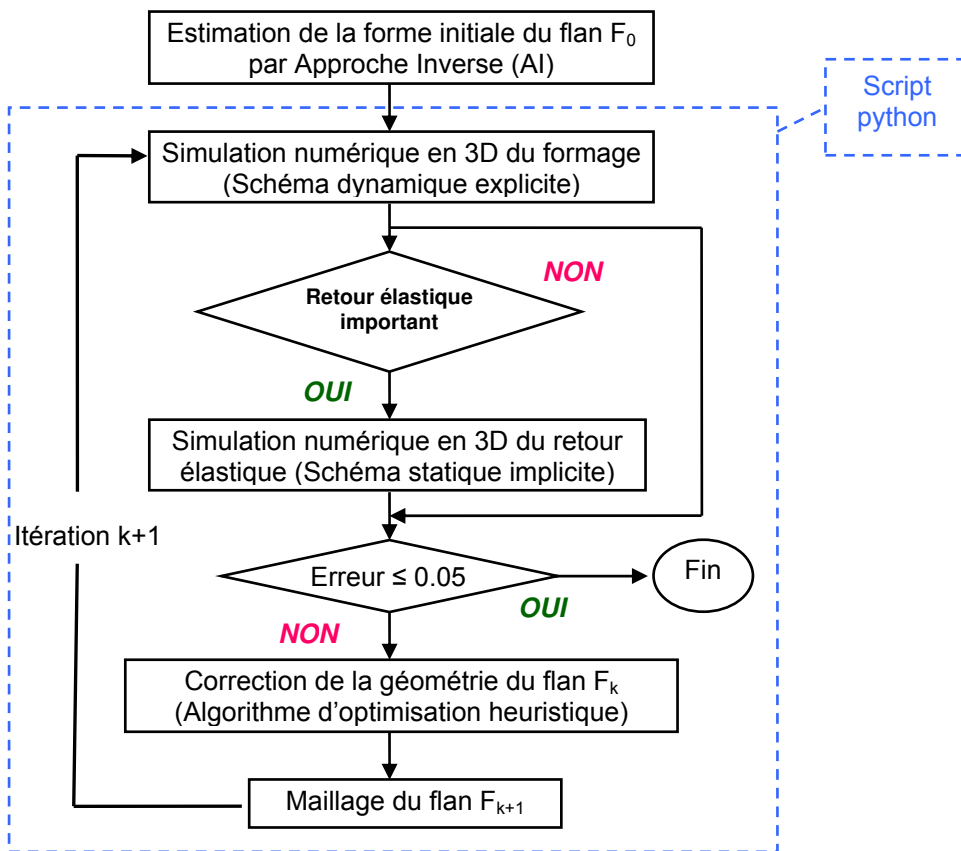 Estimation de la forme initiale du flan F₀
par Approche Inverse (AI)
Script
python
Simulation numérique en 3D du formage
(Schéma dynamique explicite)
NON
Retour élastique
important
OUI
Simulation numérique en 3D du retour
élastique (Schéma statique implicite)
Itération k+1
Erreur ≤ 0.05
Fin
OUI
NON
Correction de la géométrie du flan Fₖ
(Algorithme d'optimisation heuristique)
Maillage du flan Fₖ₊₁